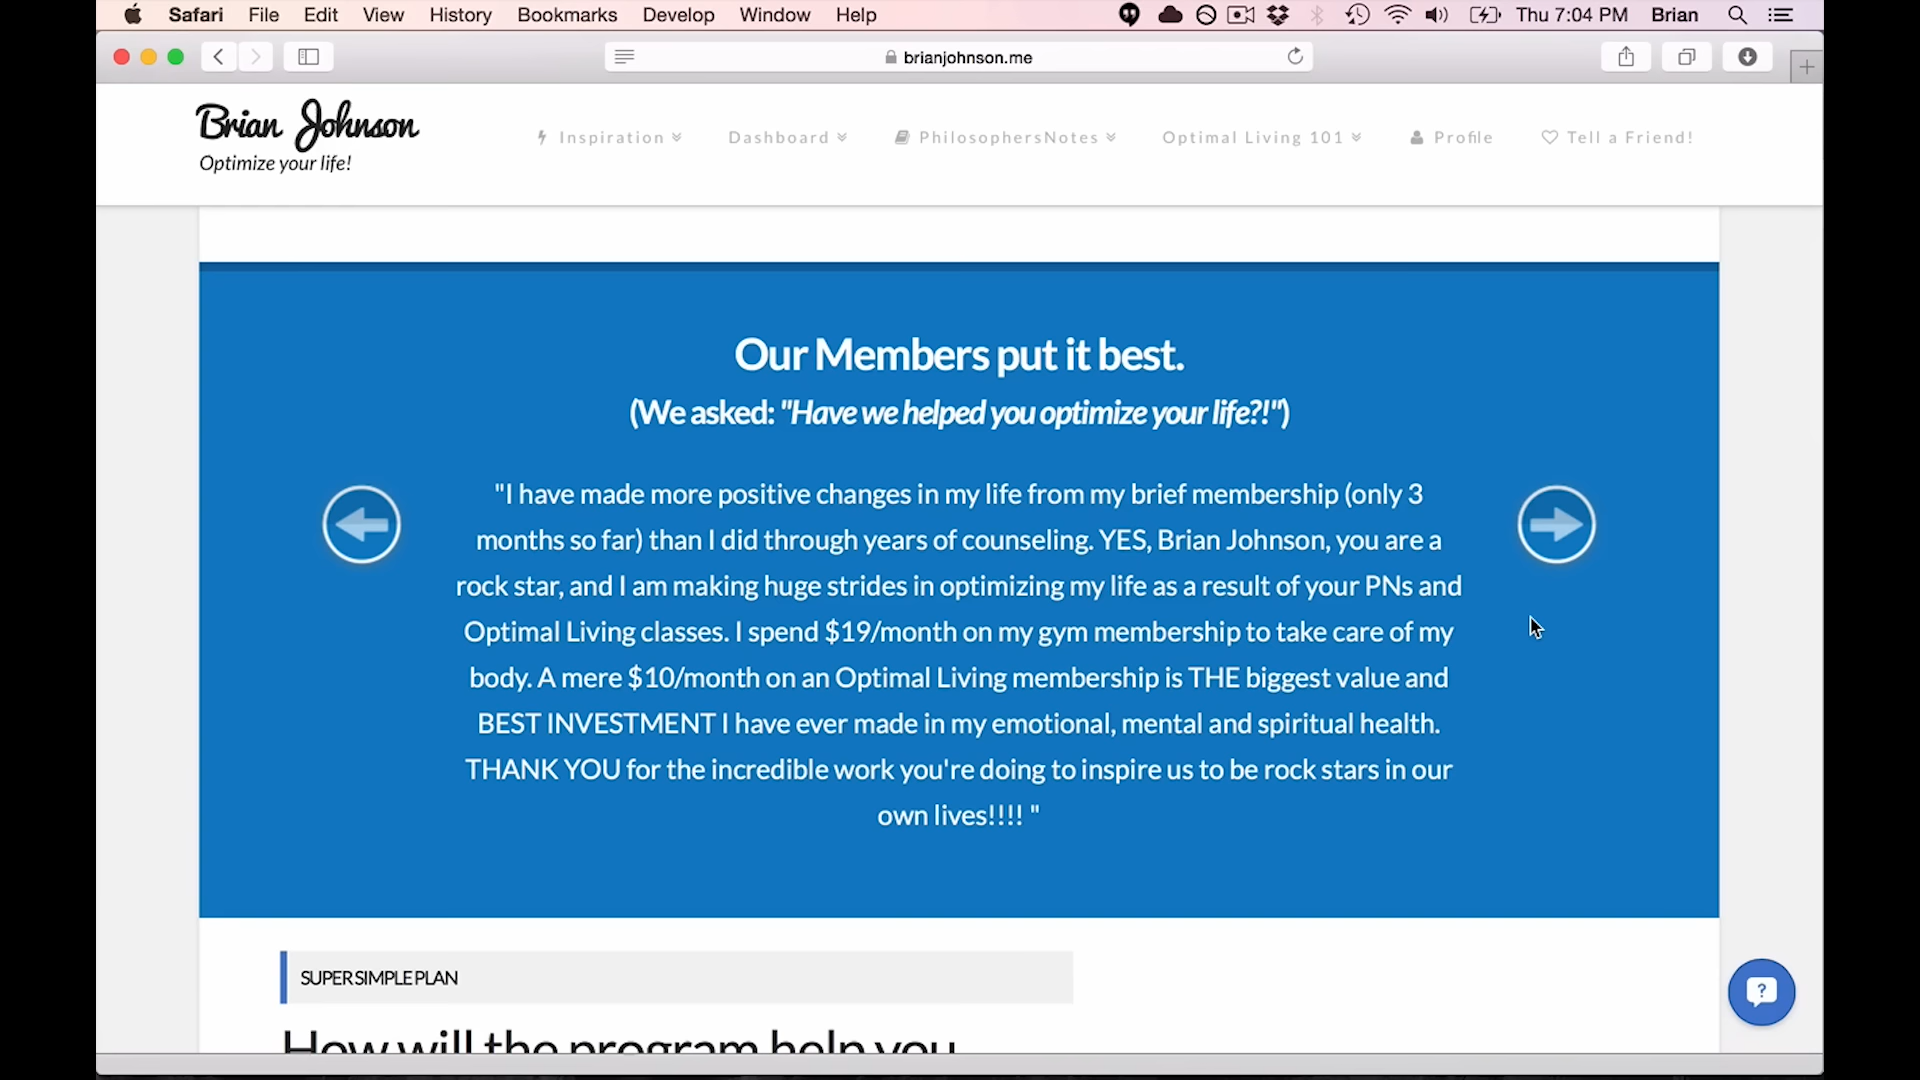 Safari File Edit View History Bookmarks Develop Window Help Thu 7:04 PM Brian
brianjohnson.me
Brian Johnson
Optimize your life!
Inspiration Dashboard PhilosophersNotes Optimal Living 101 Profile Tell a Friend!
Our Members put it best.
(We asked: "Have we helped you optimize your life?!")
"I have made more positive changes in my life from my brief membership (only 3
months so far) than I did through years of counseling. YES, Brian Johnson, you are a
rock star, and I am making huge strides in optimizing my life as a result of your PNs and
Optimal Living classes. I spend $19/month on my gym membership to take care of my
body. A mere $10/month on an Optimal Living membership is THE biggest value and
BEST INVESTMENT I have ever made in my emotional, mental and spiritual health.
THANK YOU for the incredible work you're doing to inspire us to be rock stars in our
own lives!!!! "
SUPER SIMPLE PLAN
How will the program help you